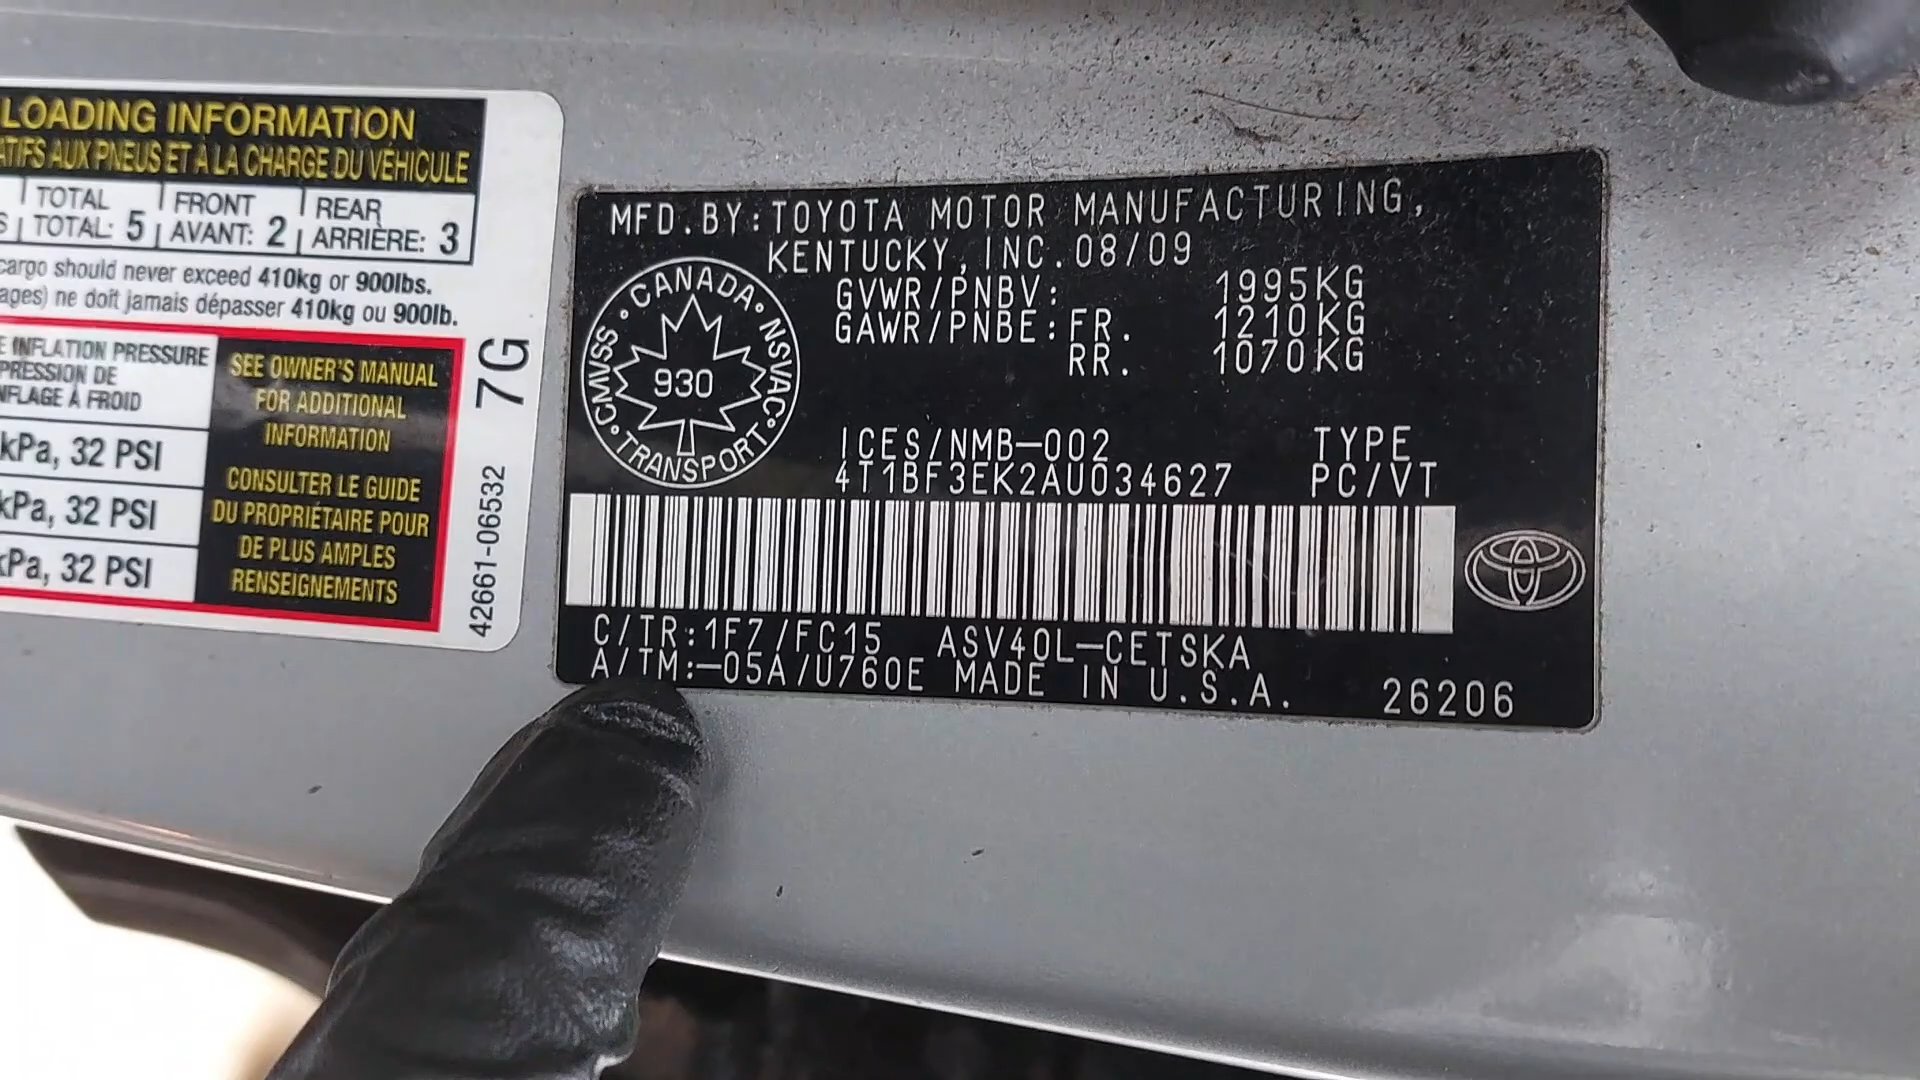 LOADING INFORMATION
ATIFS AUX PNEUS ET À LA CHARGE DU VÉHICULE
TOTAL FRONT REAR
S TOTAL: 5 AVANT: 2 ARRIÈRE: 3
cargo should never exceed 410kg or 900lbs.
ages) ne doit jamais dépasser 410kg ou 900lb.
E INFLATION PRESSURE
PRESSION DE
NFLAGE À FROID
kPa, 32 PSI
kPa, 32 PSI
kPa, 32 PSI
SEE OWNER'S MANUAL
FOR ADDITIONAL
INFORMATION
CONSULTER LE GUIDE
DU PROPRIÉTAIRE POUR
DE PLUS AMPLES
RENSEIGNEMENTS
7G
42661-06532
MFD.BY:TOYOTA MOTOR MANUFACTURING,
KENTUCKY,INC.08/09
GVWR/PNBV: 1995KG
GAWR/PNBE:FR. 1210KG
RR. 1070KG
CANADA
NSVAC
TRANSPORT
CMVSS
930
ICES/NMB-002 TYPE
4T1BF3EK2AU034627 PC/VT
C/TR:1F7/FC15 ASV40L-CETSKA
A/TM:-05A/U760E MADE IN U.S.A. 26206